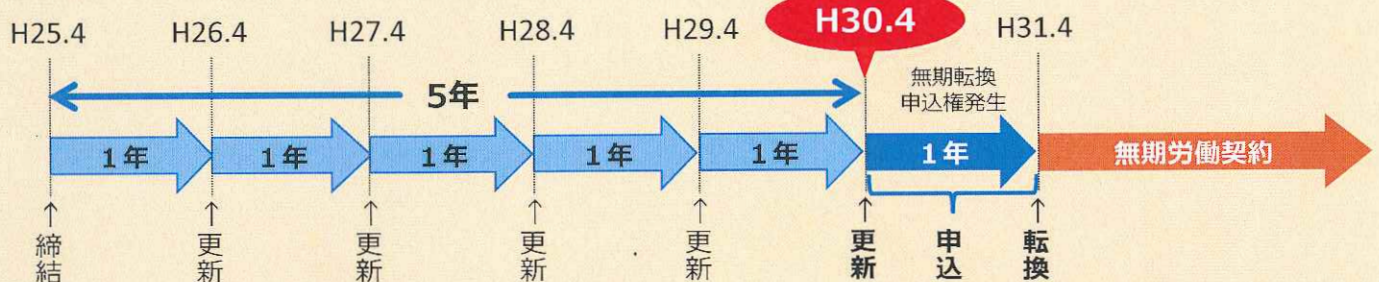 H25.4 H26.4 H27.4 H28.4 H29.4 H30.4 H31.4
無期転換
申込権発生
5年
1年 1年 1年 1年 1年 1年 無期労働契約
↑締結 ↑更新 ↑更新 ↑更新 ↑更新 ↑更新 申込 ↑転換